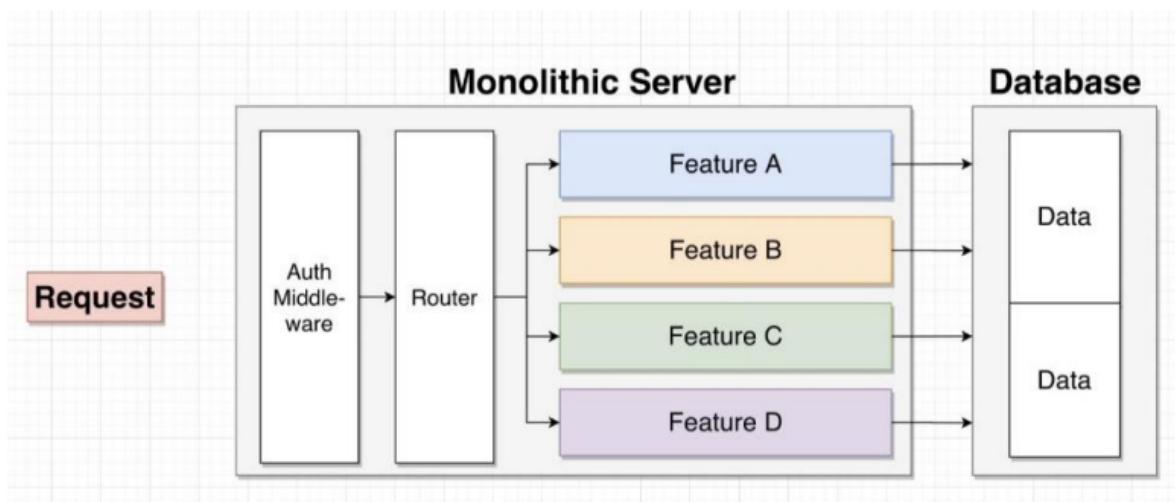 Monolithic Server
Database
Request
Auth
Middle-
ware
Router
Feature A
Feature B
Feature C
Feature D
Data
Data